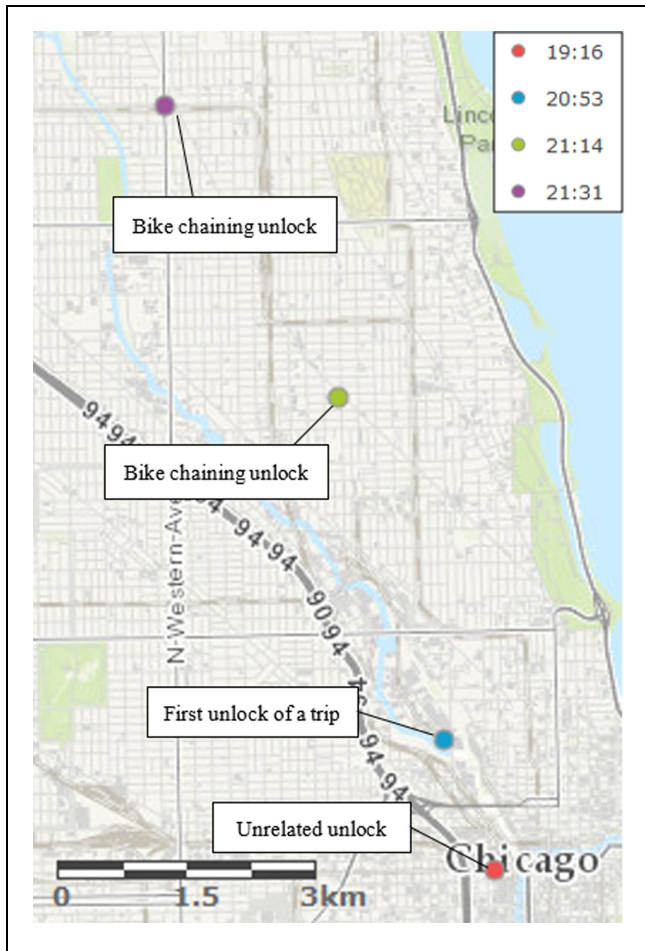 19:16
20:53
Linc
Pa
21:14
21:31
Bike chaining unlock
94 94
Bike chaining unlock
94
94 94
N-Western-Ave
90
94
First unlock of a trip
94
94
Unrelated unlock
Chicago
0 1.5 3km